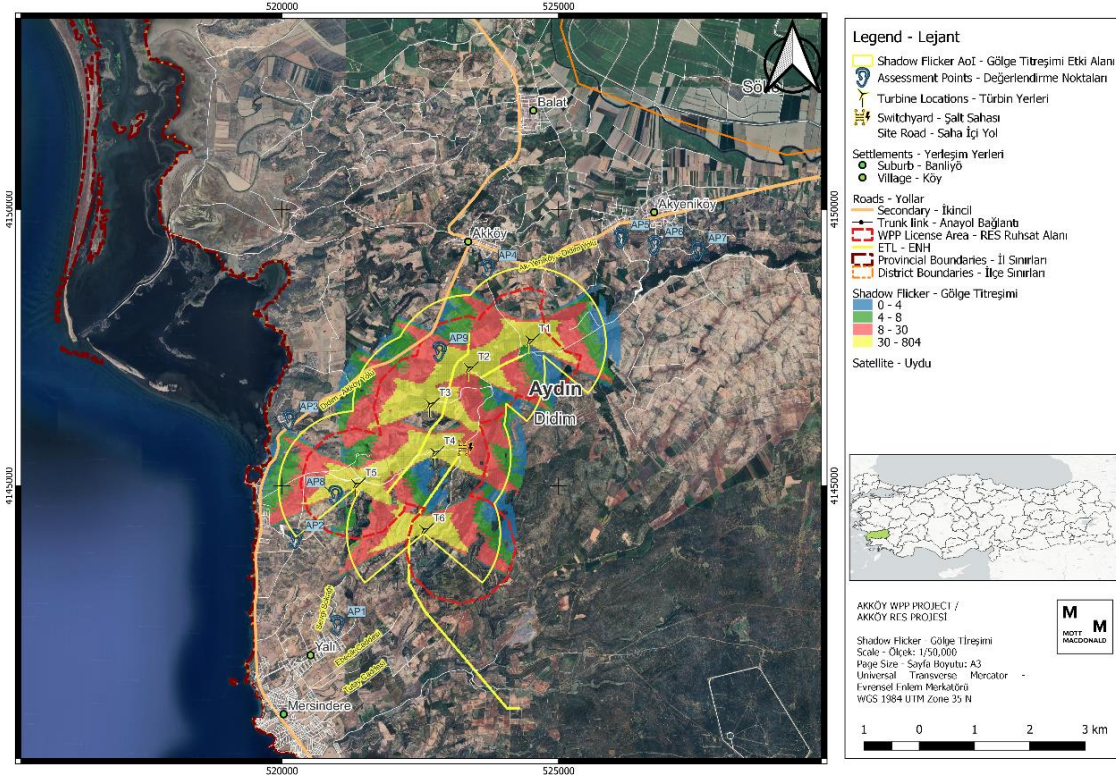 520000
525000
4150000
4145000
4150000
4145000
520000
525000
Balat
Akyeniköy
Akköy
AP5
AP6
AP7
AP4
AP9
T1
T2
T3
Aydın
Didim
AP3
Didim - Akköy Yolu
T4
T5
AP8
T6
AP2
AP1
Yalı
Mersindere
Legend - Lejant
Shadow Flicker AoI - Gölge Titreşimi Etki Alanı
Assessment Points - Değerlendirme Noktaları
Turbine Locations - Türbin Yerleri
Switchyard - Şalt Sahası
Site Road - Saha İçi Yol
Settlements - Yerleşim Yerleri
Suburb - Banliyö
Village - Köy
Roads - Yollar
Secondary - İkincil
Trunk link - Anayol Bağlantı
WPP License Area - RES Ruhsat Alanı
ETL - ENH
Provincial Boundaries - İl Sınırları
District Boundaries - İlçe Sınırları
Shadow Flicker - Gölge Titreşimi
0 - 4
4 - 8
8 - 30
30 - 804
Satellite - Uydu
AKKÖY WPP PROJECT /
AKKÖY RES PROJESİ
M
M
MOTT
MACDONALD
Shadow Flicker - Gölge Titreşimi
Scale - Ölçek: 1/50,000
Page Size - Sayfa Boyutu: A3
Universal Transverse Mercator -
Evrensel Enlem Merkatörü
WGS 1984 UTM Zone 35 N
1 0 1 2 3 km